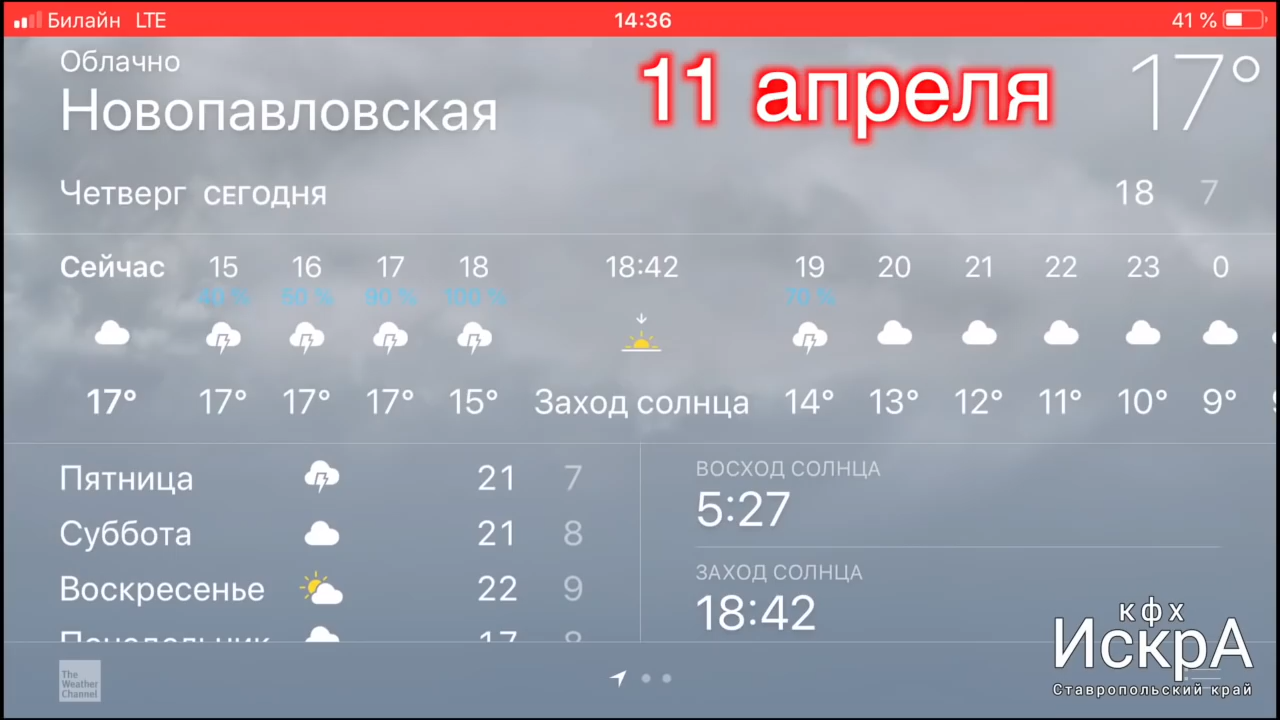 Билайн LTE 14:36 41 %
Облачно
Новопавловская 11 апреля 17°
Четверг СЕГОДНЯ 18 7
Сейчас 15 16 17 18 18:42 19 20 21 22 23 0
40 % 50 % 90 % 100 % 70 %
17° 17° 17° 17° 15° Заход солнца 14° 13° 12° 11° 10° 9°
Пятница 21 7
Суббота 21 8
Воскресенье 22 9
Понедельник 17 8
ВОСХОД СОЛНЦА
5:27
ЗАХОД СОЛНЦА
18:42
The
Weather
Channel
кфх
ИскрА
Ставропольский край